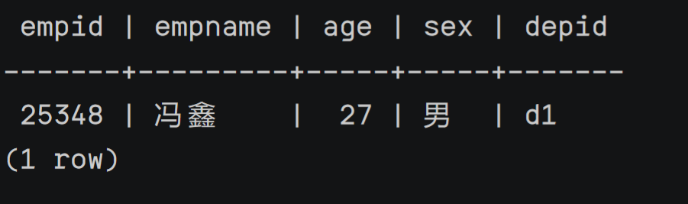 empid | empname | age | sex | depid
-------+---------+-----+-----+-------
 25348 | 冯鑫    |  27 | 男  | d1
(1 row)